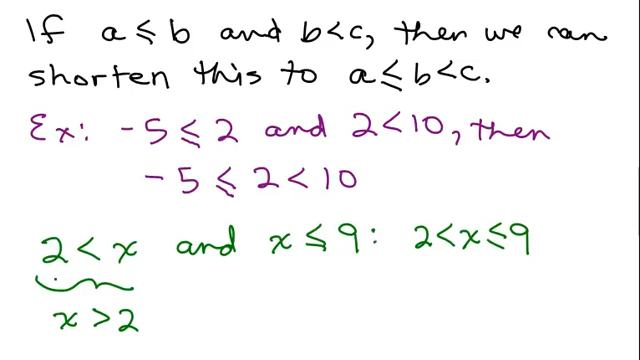 If a ≤ b and b < c, then we can
shorten this to a ≤ b < c.
Ex: -5 ≤ 2 and 2 < 10, then
-5 ≤ 2 < 10
2 < x and x ≤ 9: 2 < x ≤ 9
x > 2